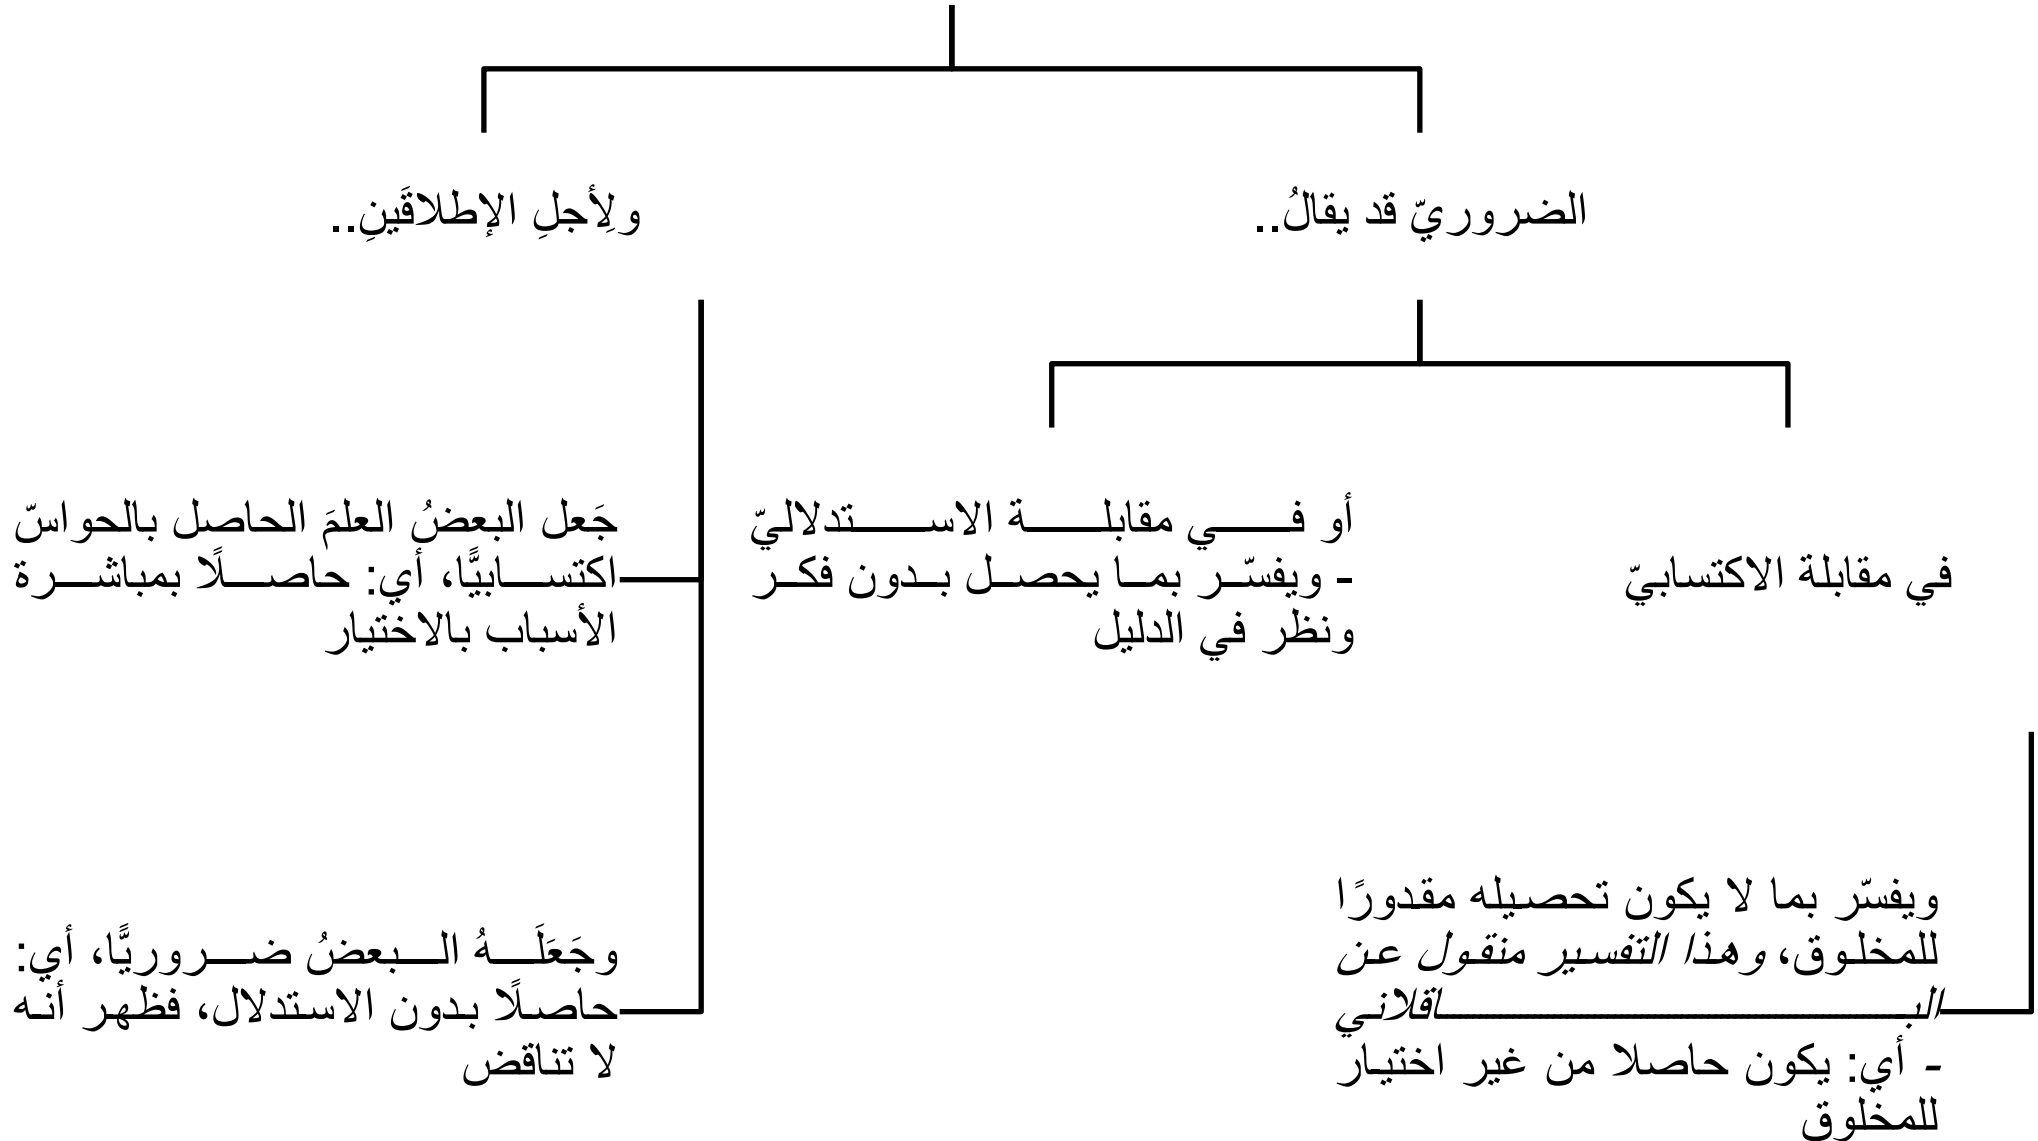 الضروريّ قد يقالُ..
ولِأجلِ الإطلاقَينِ..
في مقابلة الاكتسابيّ
أو في مقابلة الاستدلاليّ
- ويفسّر بما يحصل بدون فكر
ونظر في الدليل
جَعل البعضُ العلمَ الحاصل بالحواسّ
اكتسابيًّا، أي: حاصلًا بمباشرة
الأسباب بالاختيار
ويفسّر بما لا يكون تحصيله مقدورًا
للمخلوق، وهذا التفسير منقول عن
الباقلاني
- أي: يكون حاصلا من غير اختيار
للمخلوق
وجَعَلَهُ البعضُ ضروريًّا، أي:
حاصلًا بدون الاستدلال، فظهر أنه
لا تناقض